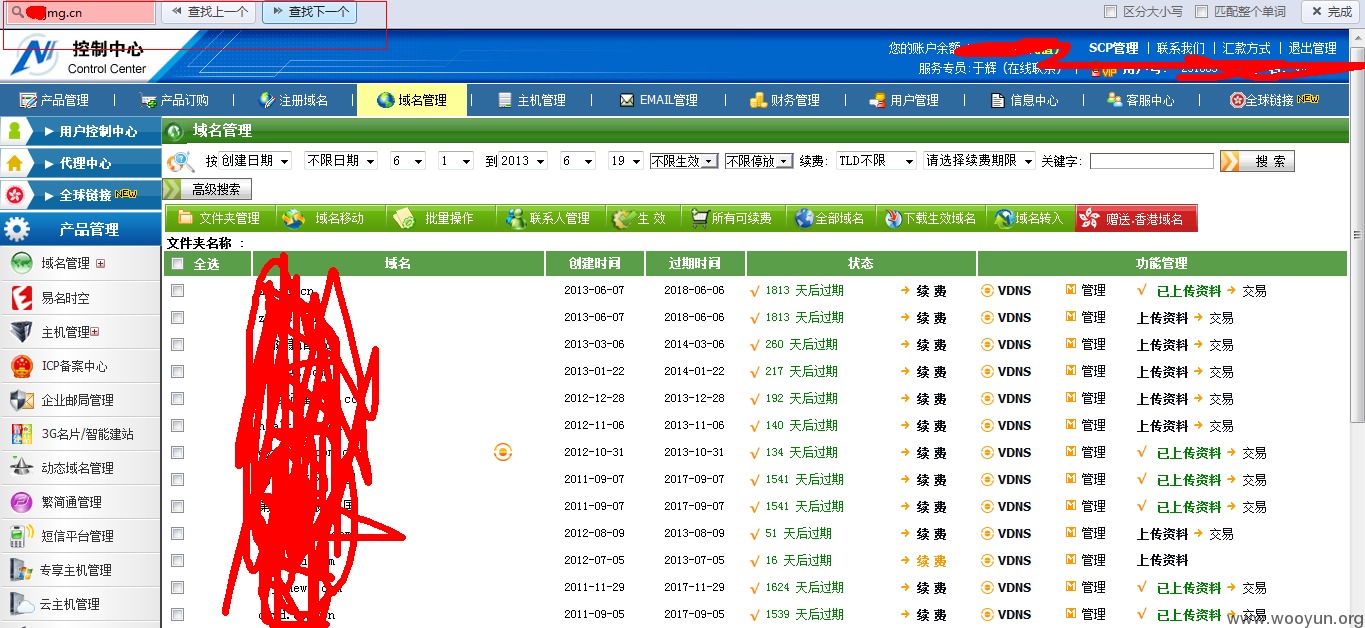 mg.cn 查找上一个 查找下一个 区分大小写 匹配整个单词 完成
控制中心
Control Center
您的账户余额 SCP管理 | 联系我们 | 汇款方式 | 退出管理
服务专员:于辉 (在线联系)
产品管理 | 产品订购 | 注册域名 | 域名管理 | 主机管理 | EMAIL管理 | 财务管理 | 用户管理 | 信息中心 | 客服中心 | 全球链接 NEW
用户控制中心
代理中心
全球链接 NEW
产品管理
域名管理
易名时空
主机管理
ICP备案中心
企业邮局管理
3G名片/智能建站
动态域名管理
繁简通管理
短信平台管理
专享主机管理
云主机管理
域名管理
按 创建日期 不限日期 6 1 到 2013 6 19 不限生效 不限停放 续费: TLD不限 请选择续费期限 关键字: 搜 索
高级搜索
文件夹管理 域名移动 批量操作 联系人管理 生 效 所有可续费 全部域名 下载生效域名 域名转入 赠送.香港域名
文件夹名称 :
全选 域名 创建时间 过期时间 状态 功能管理
2013-06-07 2018-06-06 √ 1813 天后过期 续 费 VDNS 管理 √ 已上传资料 交易
2013-06-07 2018-06-06 √ 1813 天后过期 续 费 VDNS 管理 上传资料 交易
2013-03-06 2014-03-06 √ 260 天后过期 续 费 VDNS 管理 上传资料 交易
2013-01-22 2014-01-22 √ 217 天后过期 续 费 VDNS 管理 上传资料 交易
2012-12-28 2013-12-28 √ 192 天后过期 续 费 VDNS 管理 上传资料 交易
2012-11-06 2013-11-06 √ 140 天后过期 续 费 VDNS 管理 上传资料 交易
2012-10-31 2013-10-31 √ 134 天后过期 续 费 VDNS 管理 √ 已上传资料 交易
2011-09-07 2017-09-07 √ 1541 天后过期 续 费 VDNS 管理 √ 已上传资料 交易
2011-09-07 2017-09-07 √ 1541 天后过期 续 费 VDNS 管理 √ 已上传资料 交易
2012-08-09 2013-08-09 √ 51 天后过期 续 费 VDNS 管理 上传资料 交易
2012-07-05 2013-07-05 √ 16 天后过期 续 费 VDNS 管理 上传资料
2011-11-29 2017-11-29 √ 1624 天后过期 续 费 VDNS 管理 √ 已上传资料 交易
2011-09-05 2017-09-05 √ 1539 天后过期 续 费 VDNS 管理 √ 已上传资料 交易
www.wooyun.org